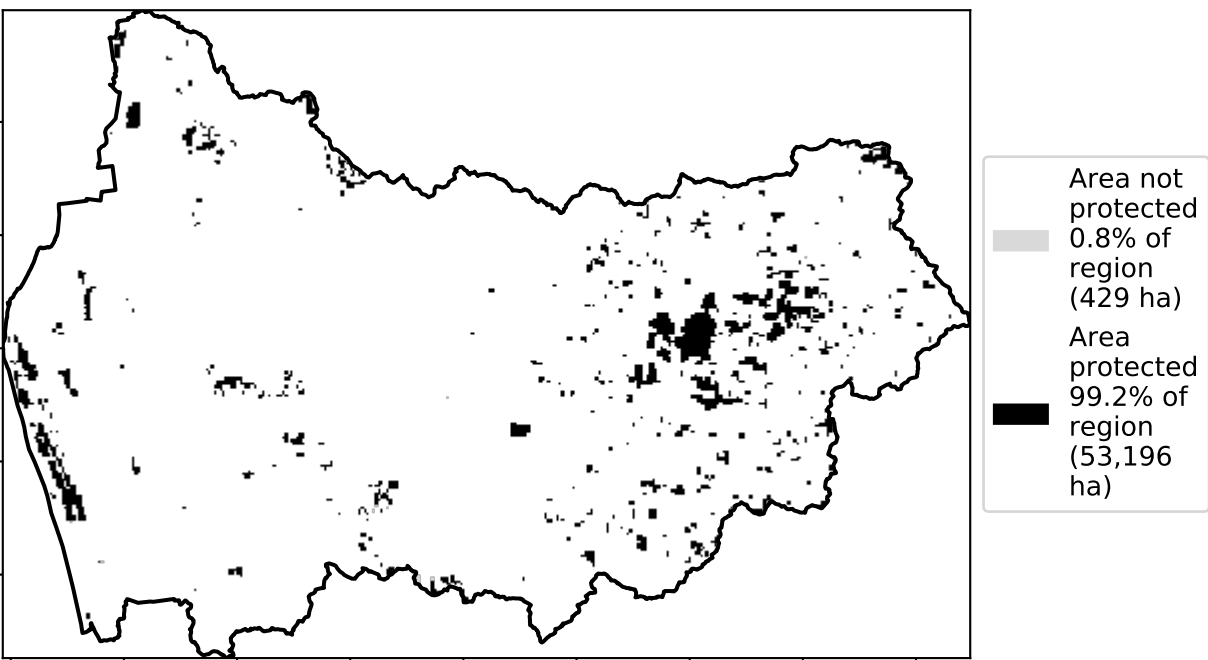 Area not
protected
0.8% of
region
(429 ha)
Area
protected
99.2% of
region
(53,196
ha)